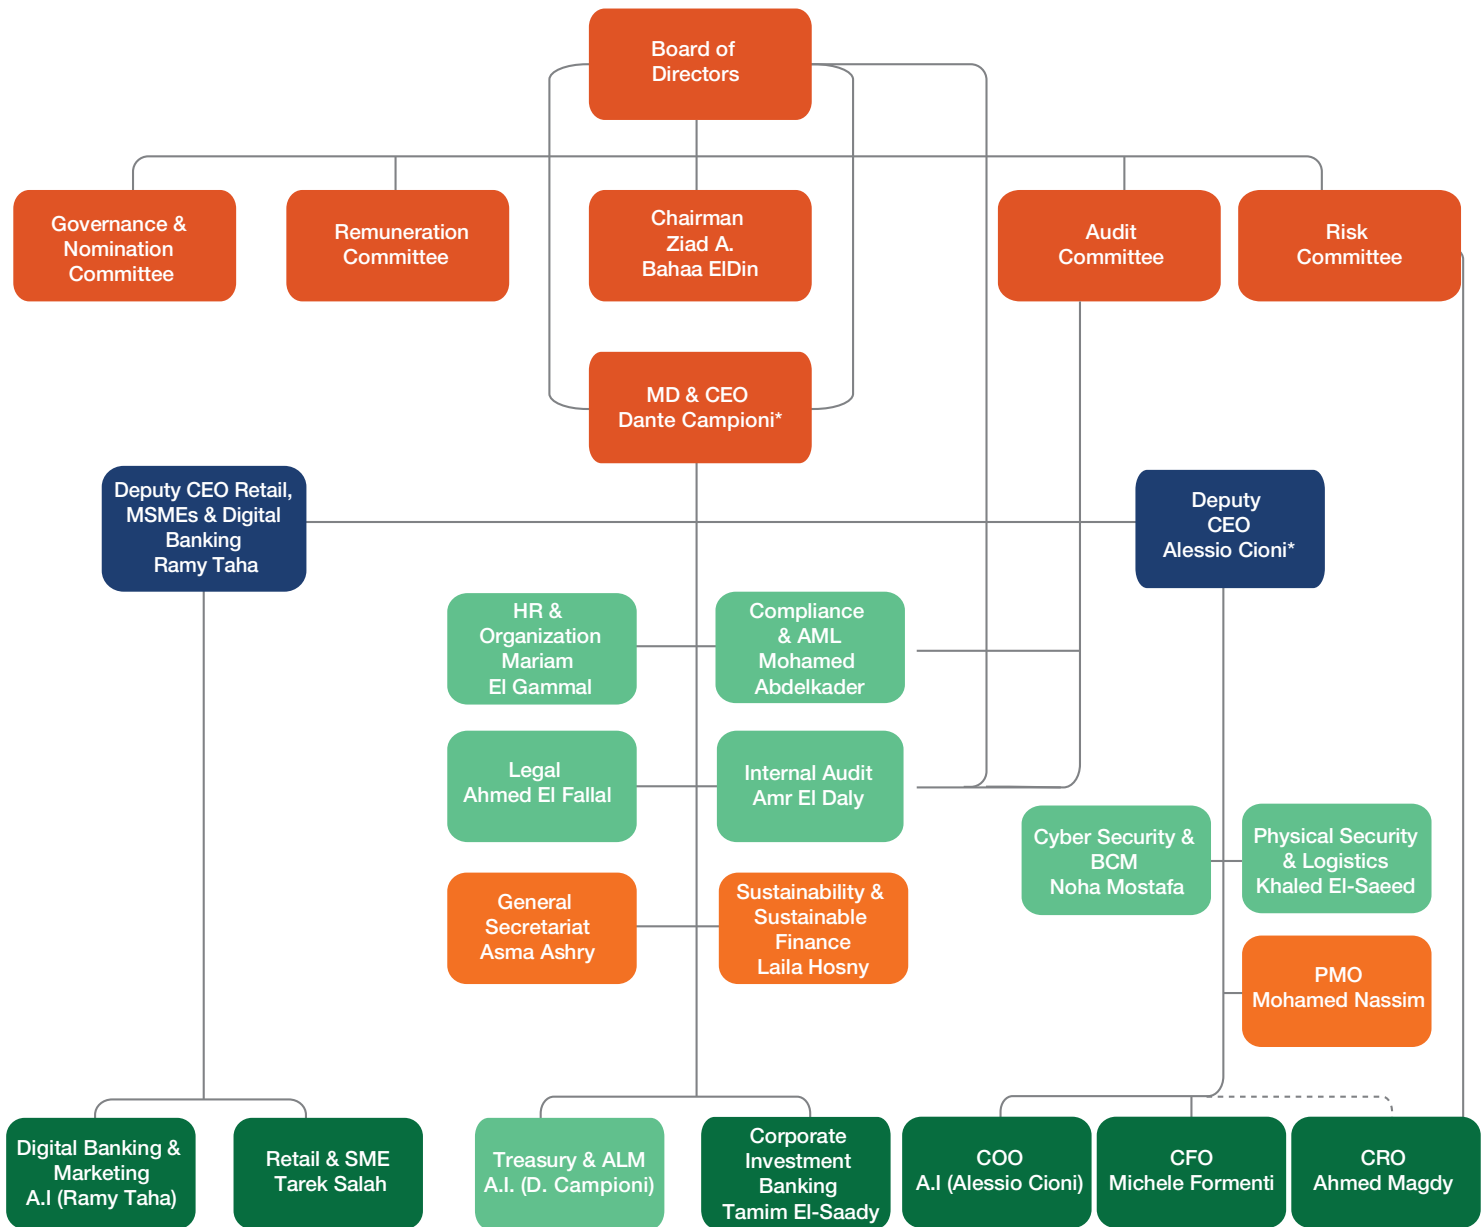 Board of
Directors
Governance &
Nomination
Committee
Remuneration
Committee
Chairman
Ziad A.
Bahaa ElDin
Audit
Committee
Risk
Committee
MD & CEO
Dante Campioni*
Deputy CEO Retail,
MSMEs & Digital
Banking
Ramy Taha
Deputy
CEO
Alessio Cioni*
HR &
Organization
Mariam
El Gammal
Compliance
& AML
Mohamed
Abdelkader
Legal
Ahmed El Fallal
Internal Audit
Amr El Daly
Cyber Security &
BCM
Noha Mostafa
Physical Security
& Logistics
Khaled El-Saeed
General
Secretariat
Asma Ashry
Sustainability &
Sustainable
Finance
Laila Hosny
PMO
Mohamed Nassim
Digital Banking &
Marketing
A.I (Ramy Taha)
Retail & SME
Tarek Salah
Treasury & ALM
A.I. (D. Campioni)
Corporate
Investment
Banking
Tamim El-Saady
COO
A.I (Alessio Cioni)
CFO
Michele Formenti
CRO
Ahmed Magdy